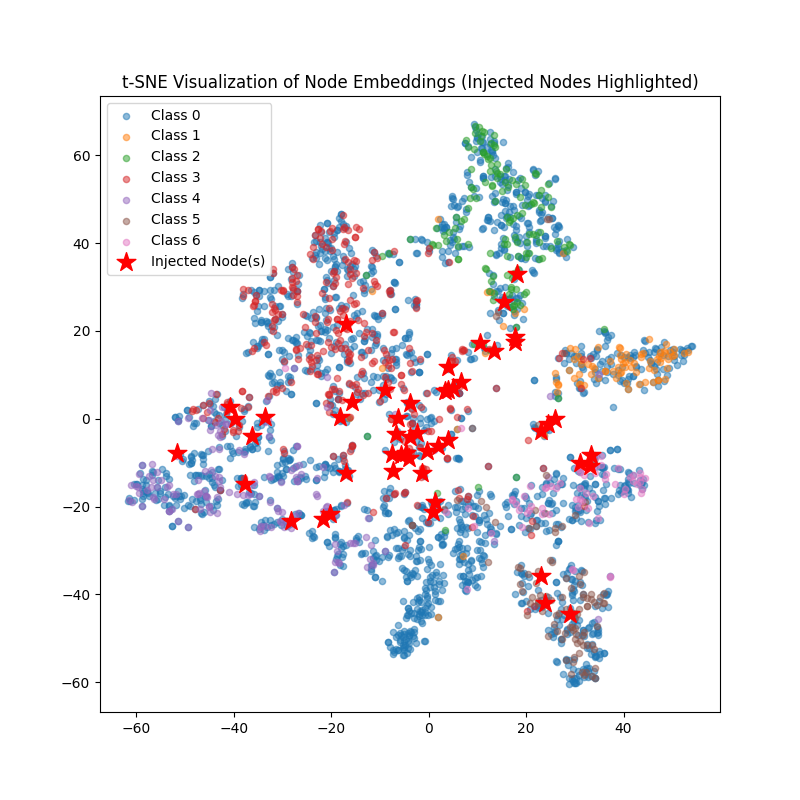 t-SNE Visualization of Node Embeddings (Injected Nodes Highlighted)
Class 0
Class 1
Class 2
Class 3
Class 4
Class 5
Class 6
Injected Node(s)
60
40
20
0
−20
−40
−60
−60 −40 −20 0 20 40